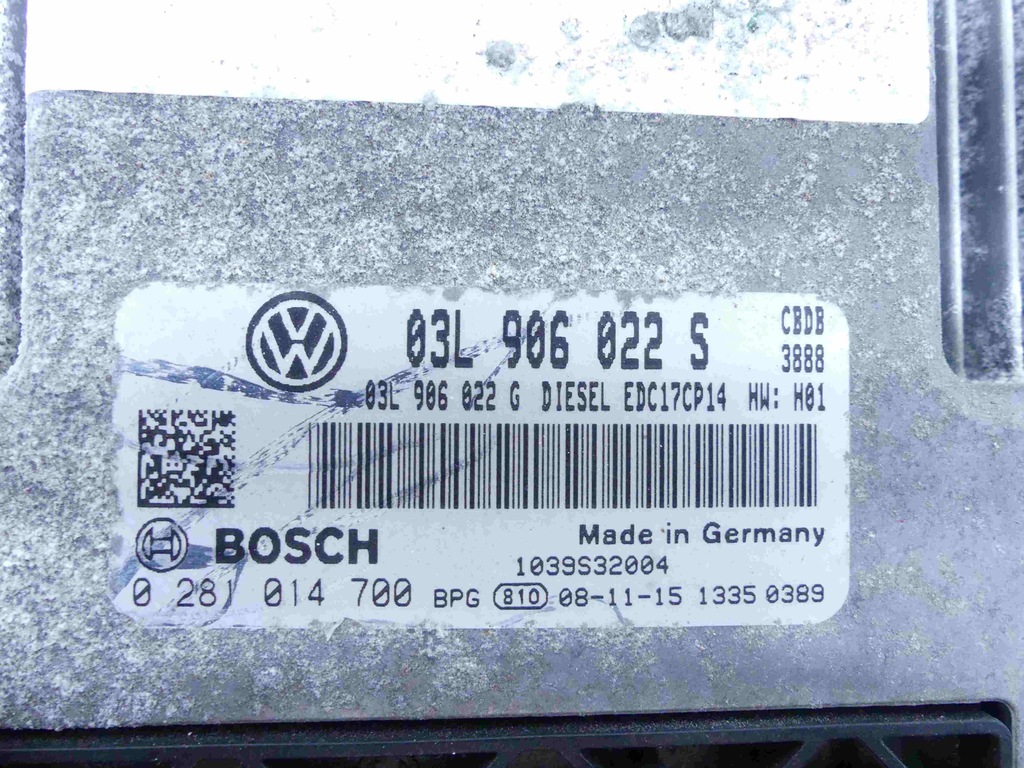 03L 906 022 S CBDB
3888
03L 906 022 G DIESEL EDC17CP14 HW: H01
BOSCH Made in Germany
1039S32004
0 281 014 700 BPG 810 08-11-15 1335 0389